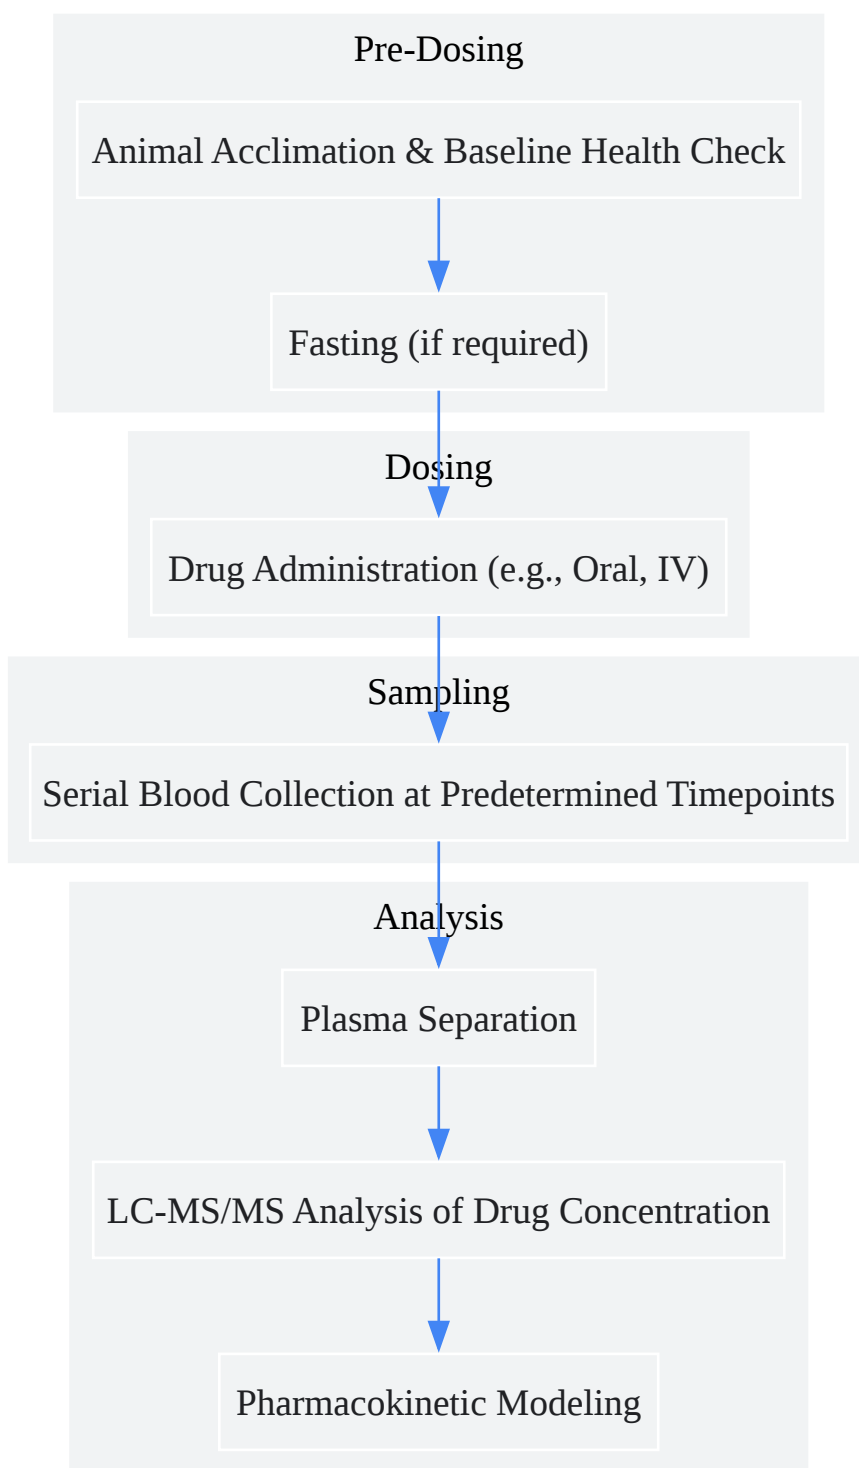 Pre-Dosing
Animal Acclimation & Baseline Health Check
Fasting (if required)
Dosing
Drug Administration (e.g., Oral, IV)
Sampling
Serial Blood Collection at Predetermined Timepoints
Analysis
Plasma Separation
LC-MS/MS Analysis of Drug Concentration
Pharmacokinetic Modeling